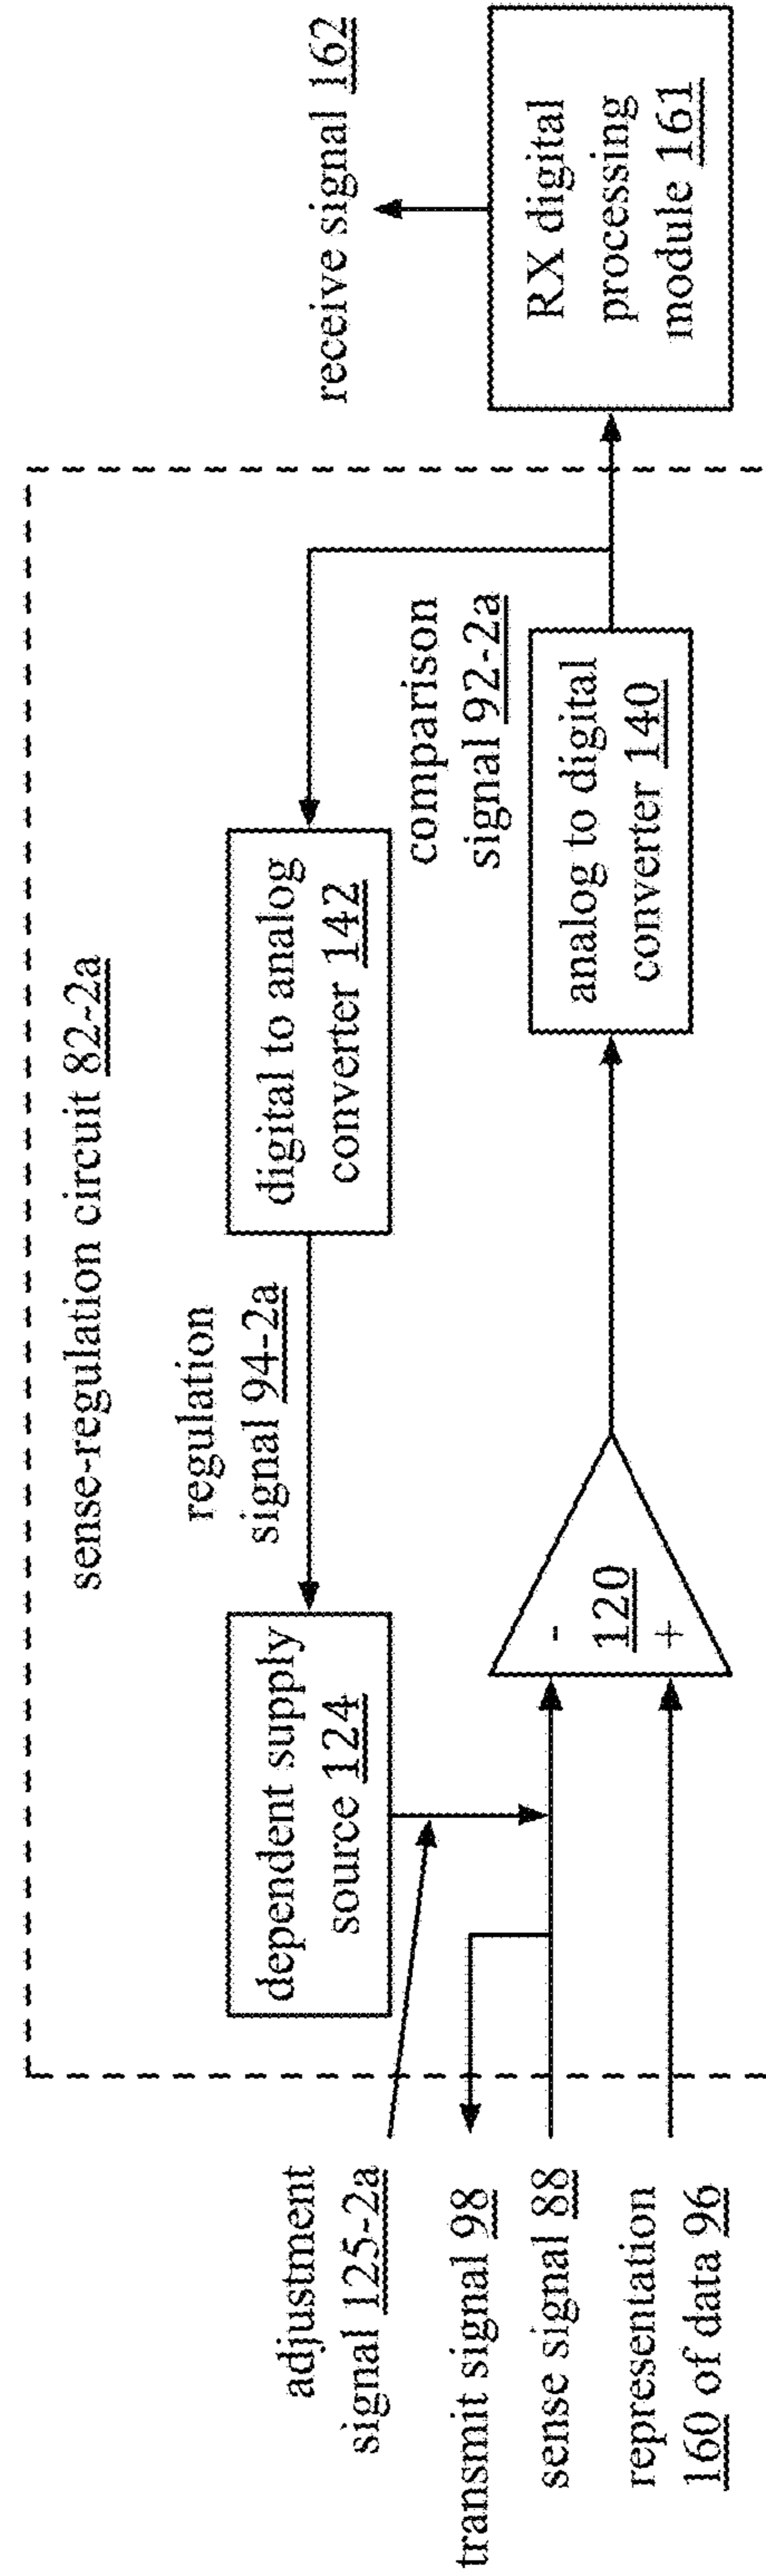 sense-regulation circuit 82-2a
receive signal 162
regulation
signal 94-2a
dependent supply
source 124
digital to analog
converter 142
adjustment
signal 125-2a
comparison
signal 92-2a
transmit signal 98
sense signal 88
representation
160 of data 96
-
120
+
analog to digital
converter 140
RX digital
processing
module 161